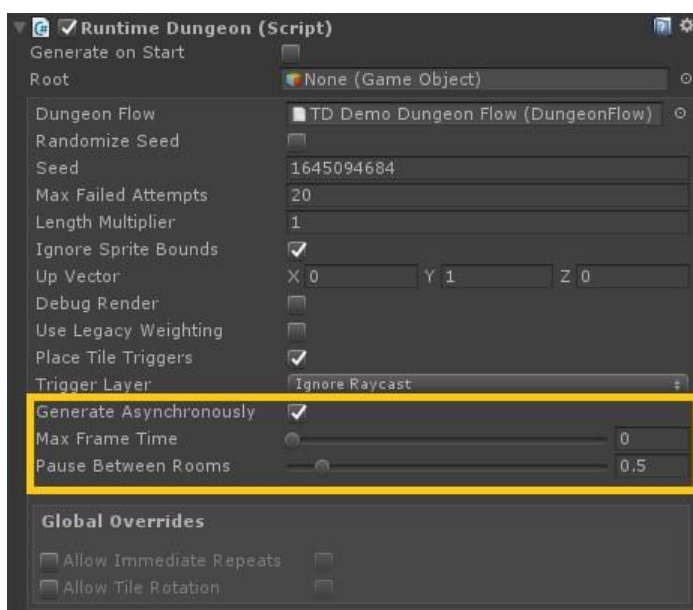 Runtime Dungeon (Script)
Generate on Start
Root None (Game Object)
Dungeon Flow TD Demo Dungeon Flow (DungeonFlow)
Randomize Seed
Seed 1645094684
Max Failed Attempts 20
Length Multiplier 1
Ignore Sprite Bounds
Up Vector X 0 Y 1 Z 0
Debug Render
Use Legacy Weighting
Place Tile Triggers
Trigger Layer Ignore Raycast
Generate Asynchronously
Max Frame Time 0
Pause Between Rooms 0.5
Global Overrides
Allow Immediate Repeats
Allow Tile Rotation